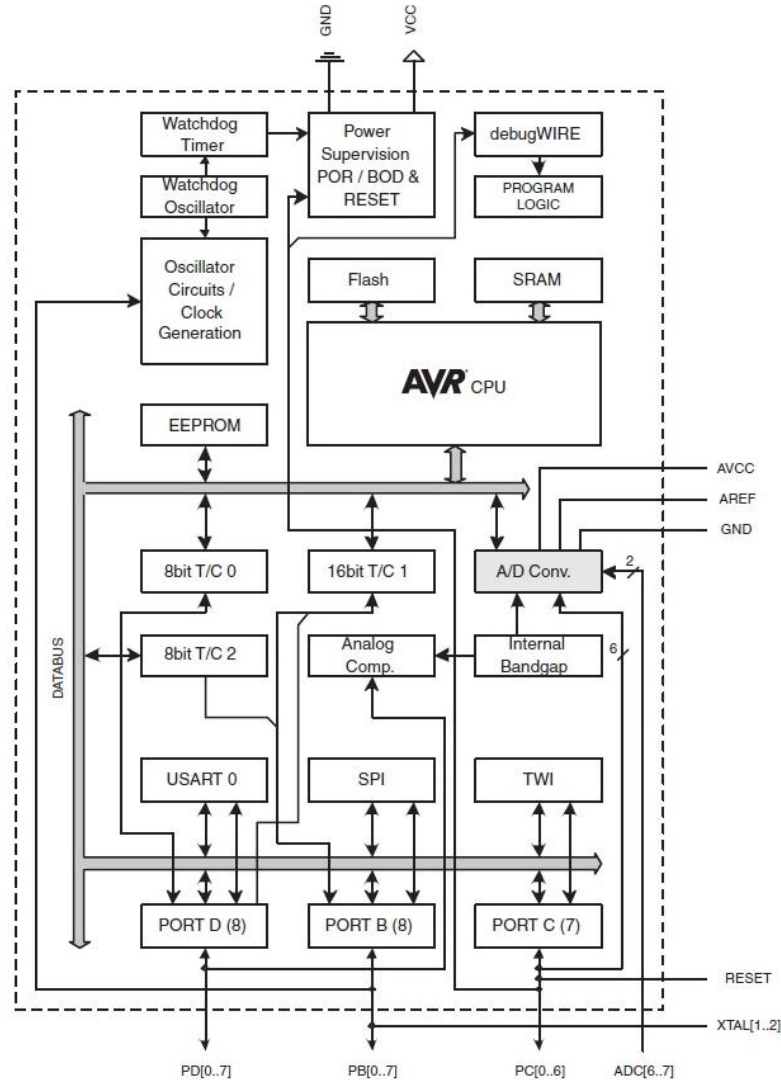 GND
VCC
Watchdog
Timer
Power
Supervision
POR / BOD &
RESET
debugWIRE
Watchdog
Oscillator
PROGRAM
LOGIC
Oscillator
Circuits /
Clock
Generation
Flash
SRAM
AVR CPU
EEPROM
AVCC
AREF
GND
8bit T/C 0
16bit T/C 1
A/D Conv.
2
DATABUS
8bit T/C 2
Analog
Comp.
Internal
Bandgap
6
USART 0
SPI
TWI
PORT D (8)
PORT B (8)
PORT C (7)
RESET
XTAL[1..2]
PD[0..7]
PB[0..7]
PC[0..6]
ADC[6..7]